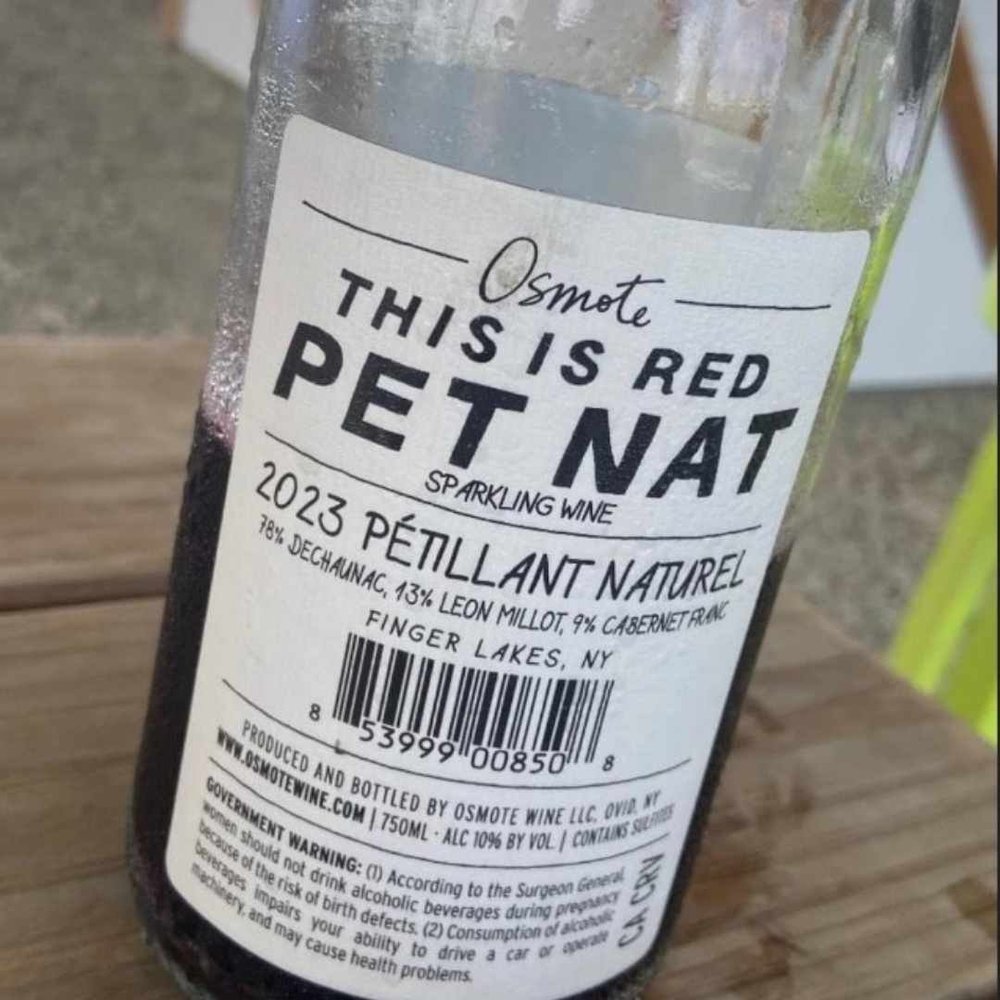 Osmote
THIS IS RED
PET NAT
SPARKLING WINE
2023 PÉTILLANT NATUREL
78% DECHAUNAC, 13% LEON MILLOT, 9% CABERNET FRANC
FINGER LAKES, NY
8 53999 00850 8
PRODUCED AND BOTTLED BY OSMOTE WINE LLC, OVID, NY
WWW.OSMOTEWINE.COM | 750ML · ALC 10% BY VOL. | CONTAINS SULFITES
GOVERNMENT WARNING: (1) According to the Surgeon General,
women should not drink alcoholic beverages during pregnancy
because of the risk of birth defects. (2) Consumption of alcoholic
beverages impairs your ability to drive a car or operate
machinery, and may cause health problems.
CA CRV